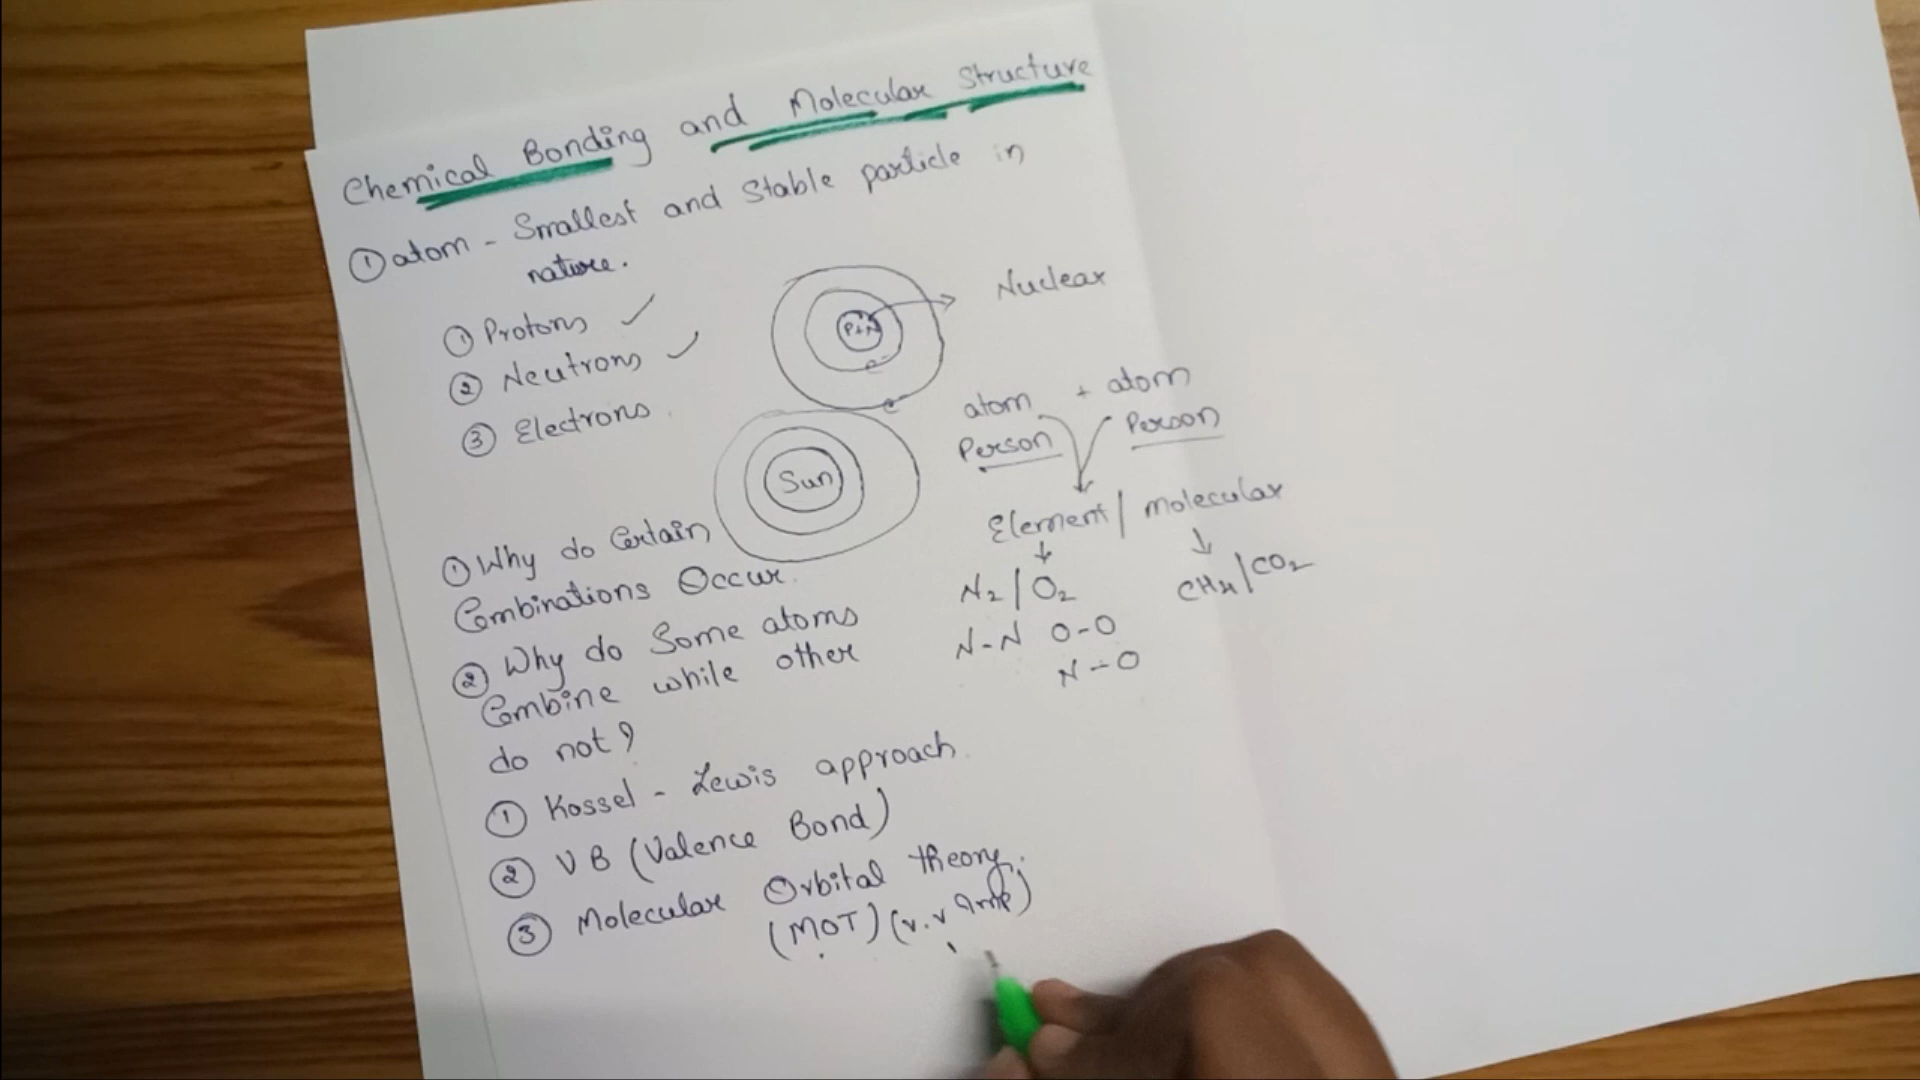 Chemical Bonding and Molecular Structure
① atom - Smallest and Stable particle in
nature.
① Protons ✓
② Neutrons ✓
③ Electrons
P+N
e-
e-
Nuclear
Sun
atom + atom
Person Person
Element / molecular
N2 / O2
CH4 / CO2
N-N O-O
N-O
① Why do Certain
Combinations Occur.
② Why do Some atoms
Combine while other
do not?
① Kossel - Lewis approach.
② VB (Valence Bond)
③ Molecular Orbital theory.
(MOT) (v.v Imp)